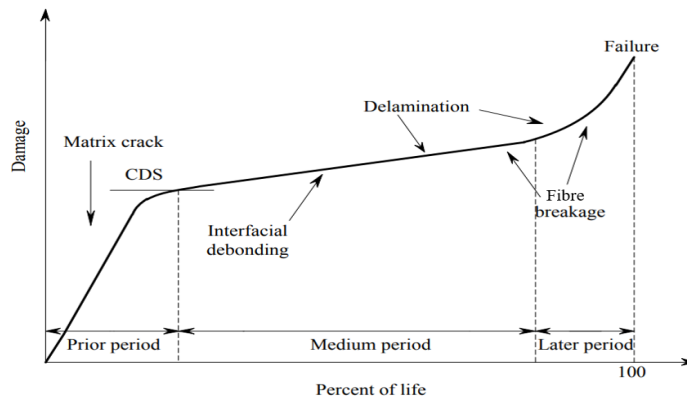 Failure
Delamination
Matrix crack
CDS
Damage
Fibre
breakage
Interfacial
debonding
Prior period
Medium period
Later period
100
Percent of life